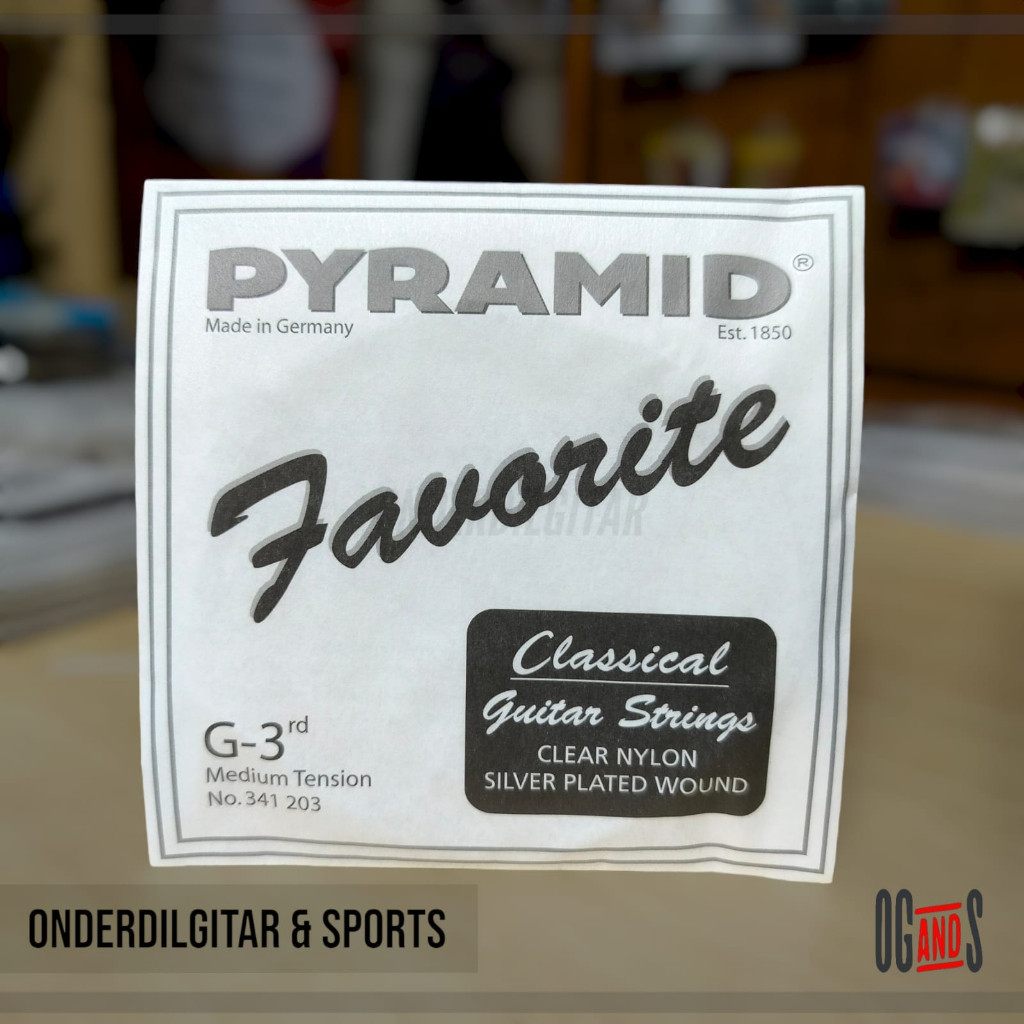 PYRAMID®
Made in Germany
Est. 1850
Favorite
ONDERDILGITAR
Classical
Guitar Strings
CLEAR NYLON
SILVER PLATED WOUND
G-3rd
Medium Tension
No. 341 203
ONDERDILGITAR & SPORTS
OG AND S